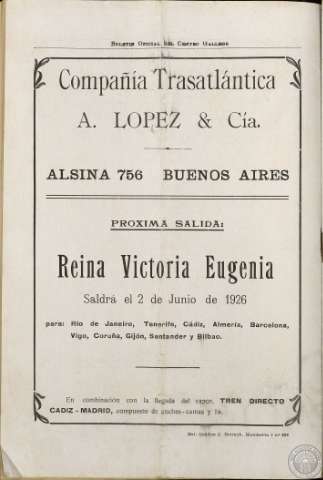 BOLETIN OFICIAL DEL CENTRO GALLEGO
Compañía Trasatlántica
A. LOPEZ & Cía.
ALSINA 756 BUENOS AIRES
PROXIMA SALIDA:
Reina Victoria Eugenia
Saldrá el 2 de Junio de 1926
para: Río de Janeiro, Tenerife, Cádiz, Almería, Barcelona,
Vigo, Coruña, Gijón, Santander y Bilbao.
En combinación con la llegada del vapor, TREN DIRECTO
CADIZ-MADRID, compuesto de coches-camas y 1a.